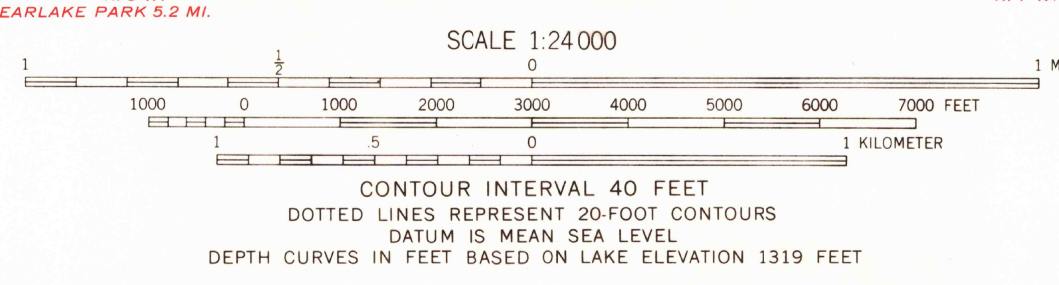 EARLAKE PARK 5.2 MI.
SCALE 1:24 000
1 1/2 0 1 M
1000 0 1000 2000 3000 4000 5000 6000 7000 FEET
1 .5 0 1 KILOMETER
CONTOUR INTERVAL 40 FEET
DOTTED LINES REPRESENT 20-FOOT CONTOURS
DATUM IS MEAN SEA LEVEL
DEPTH CURVES IN FEET BASED ON LAKE ELEVATION 1319 FEET